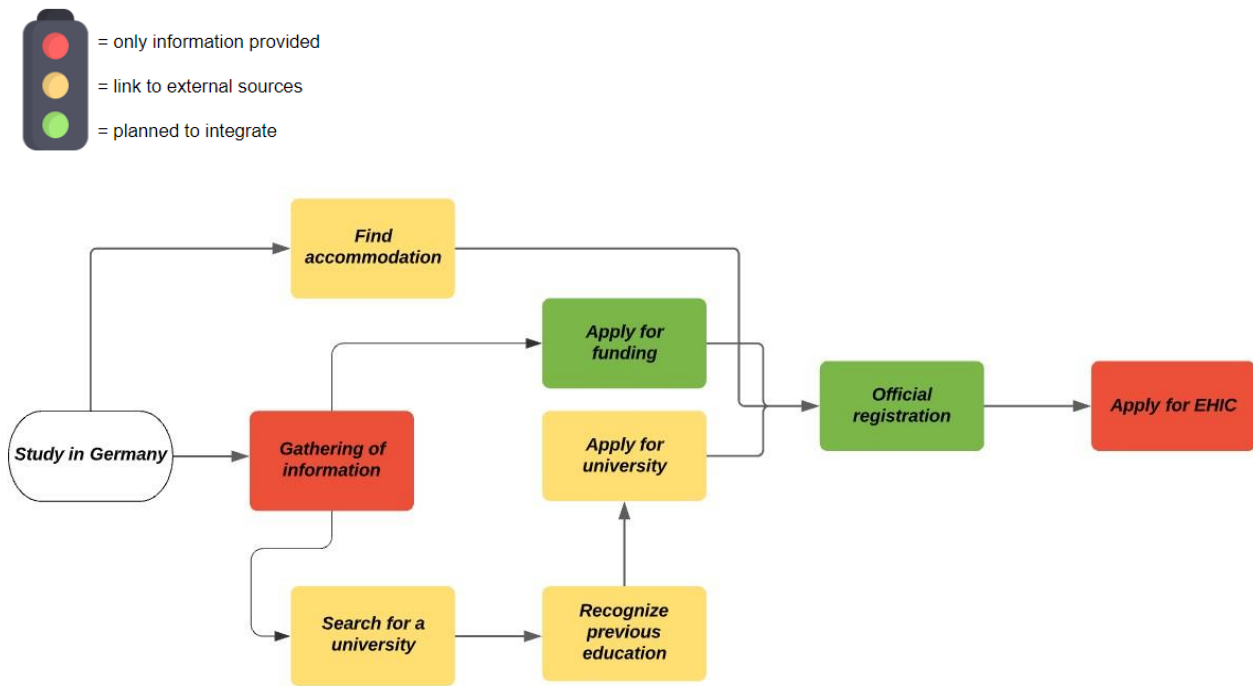 = only information provided
= link to external sources
= planned to integrate
Find
accommodation
Apply for
funding
Official
registration
Apply for EHIC
Study in Germany
Gathering of
information
Apply for
university
Search for a
university
Recognize
previous
education